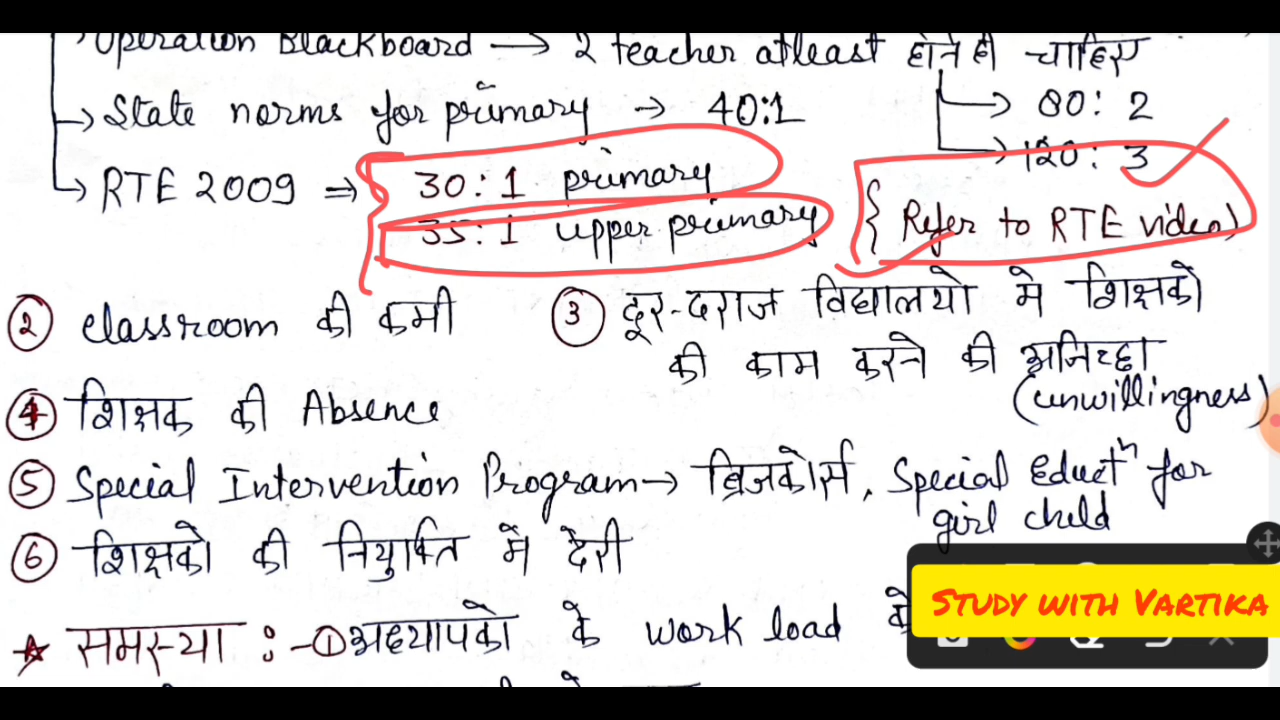 Operation Blackboard → 2 teacher atleast होने ही चाहिए
→ State norms for primary → 40:1
→ 80:2
→ 120:3
→ RTE 2009 ⇒ { 30:1 primary
35:1 upper primary
{Refer to RTE video)
② classroom की कमी
③ दूर-दराज विद्यालयो मे शिक्षको
की काम करने की अनिच्छा
(unwillingness)
④ शिक्षक की Absence
⑤ Special Intervention Program → ब्रिजकोर्स, Special Eductⁿ for
girl child
⑥ शिक्षको की नियुक्ति में देरी
★ समस्या :- ① अध्यापको के work load
STUDY WITH VARTIKA